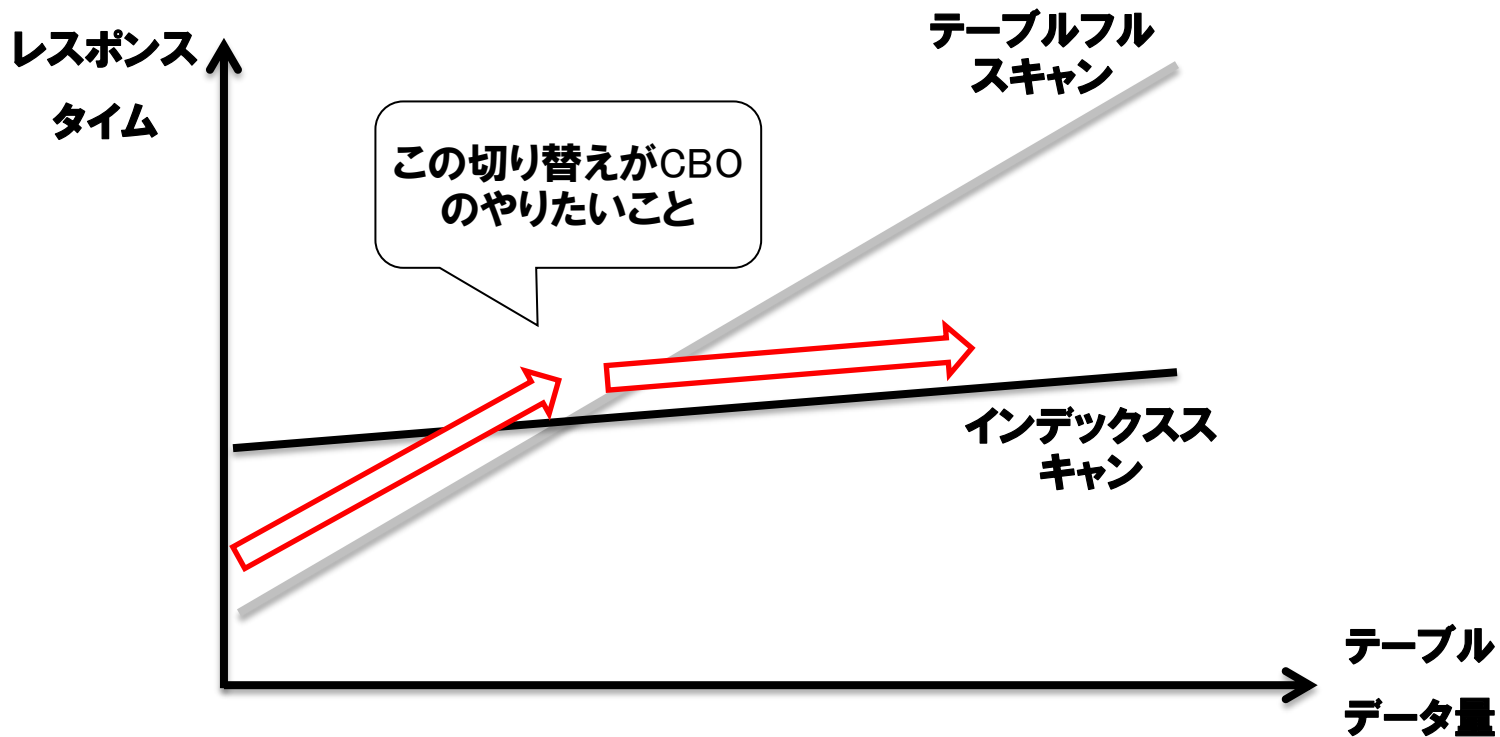 レスポンス
タイム
テーブルフル
スキャン
この切り替えがCBO
のやりたいこと
インデックスス
キャン
テーブル
データ量